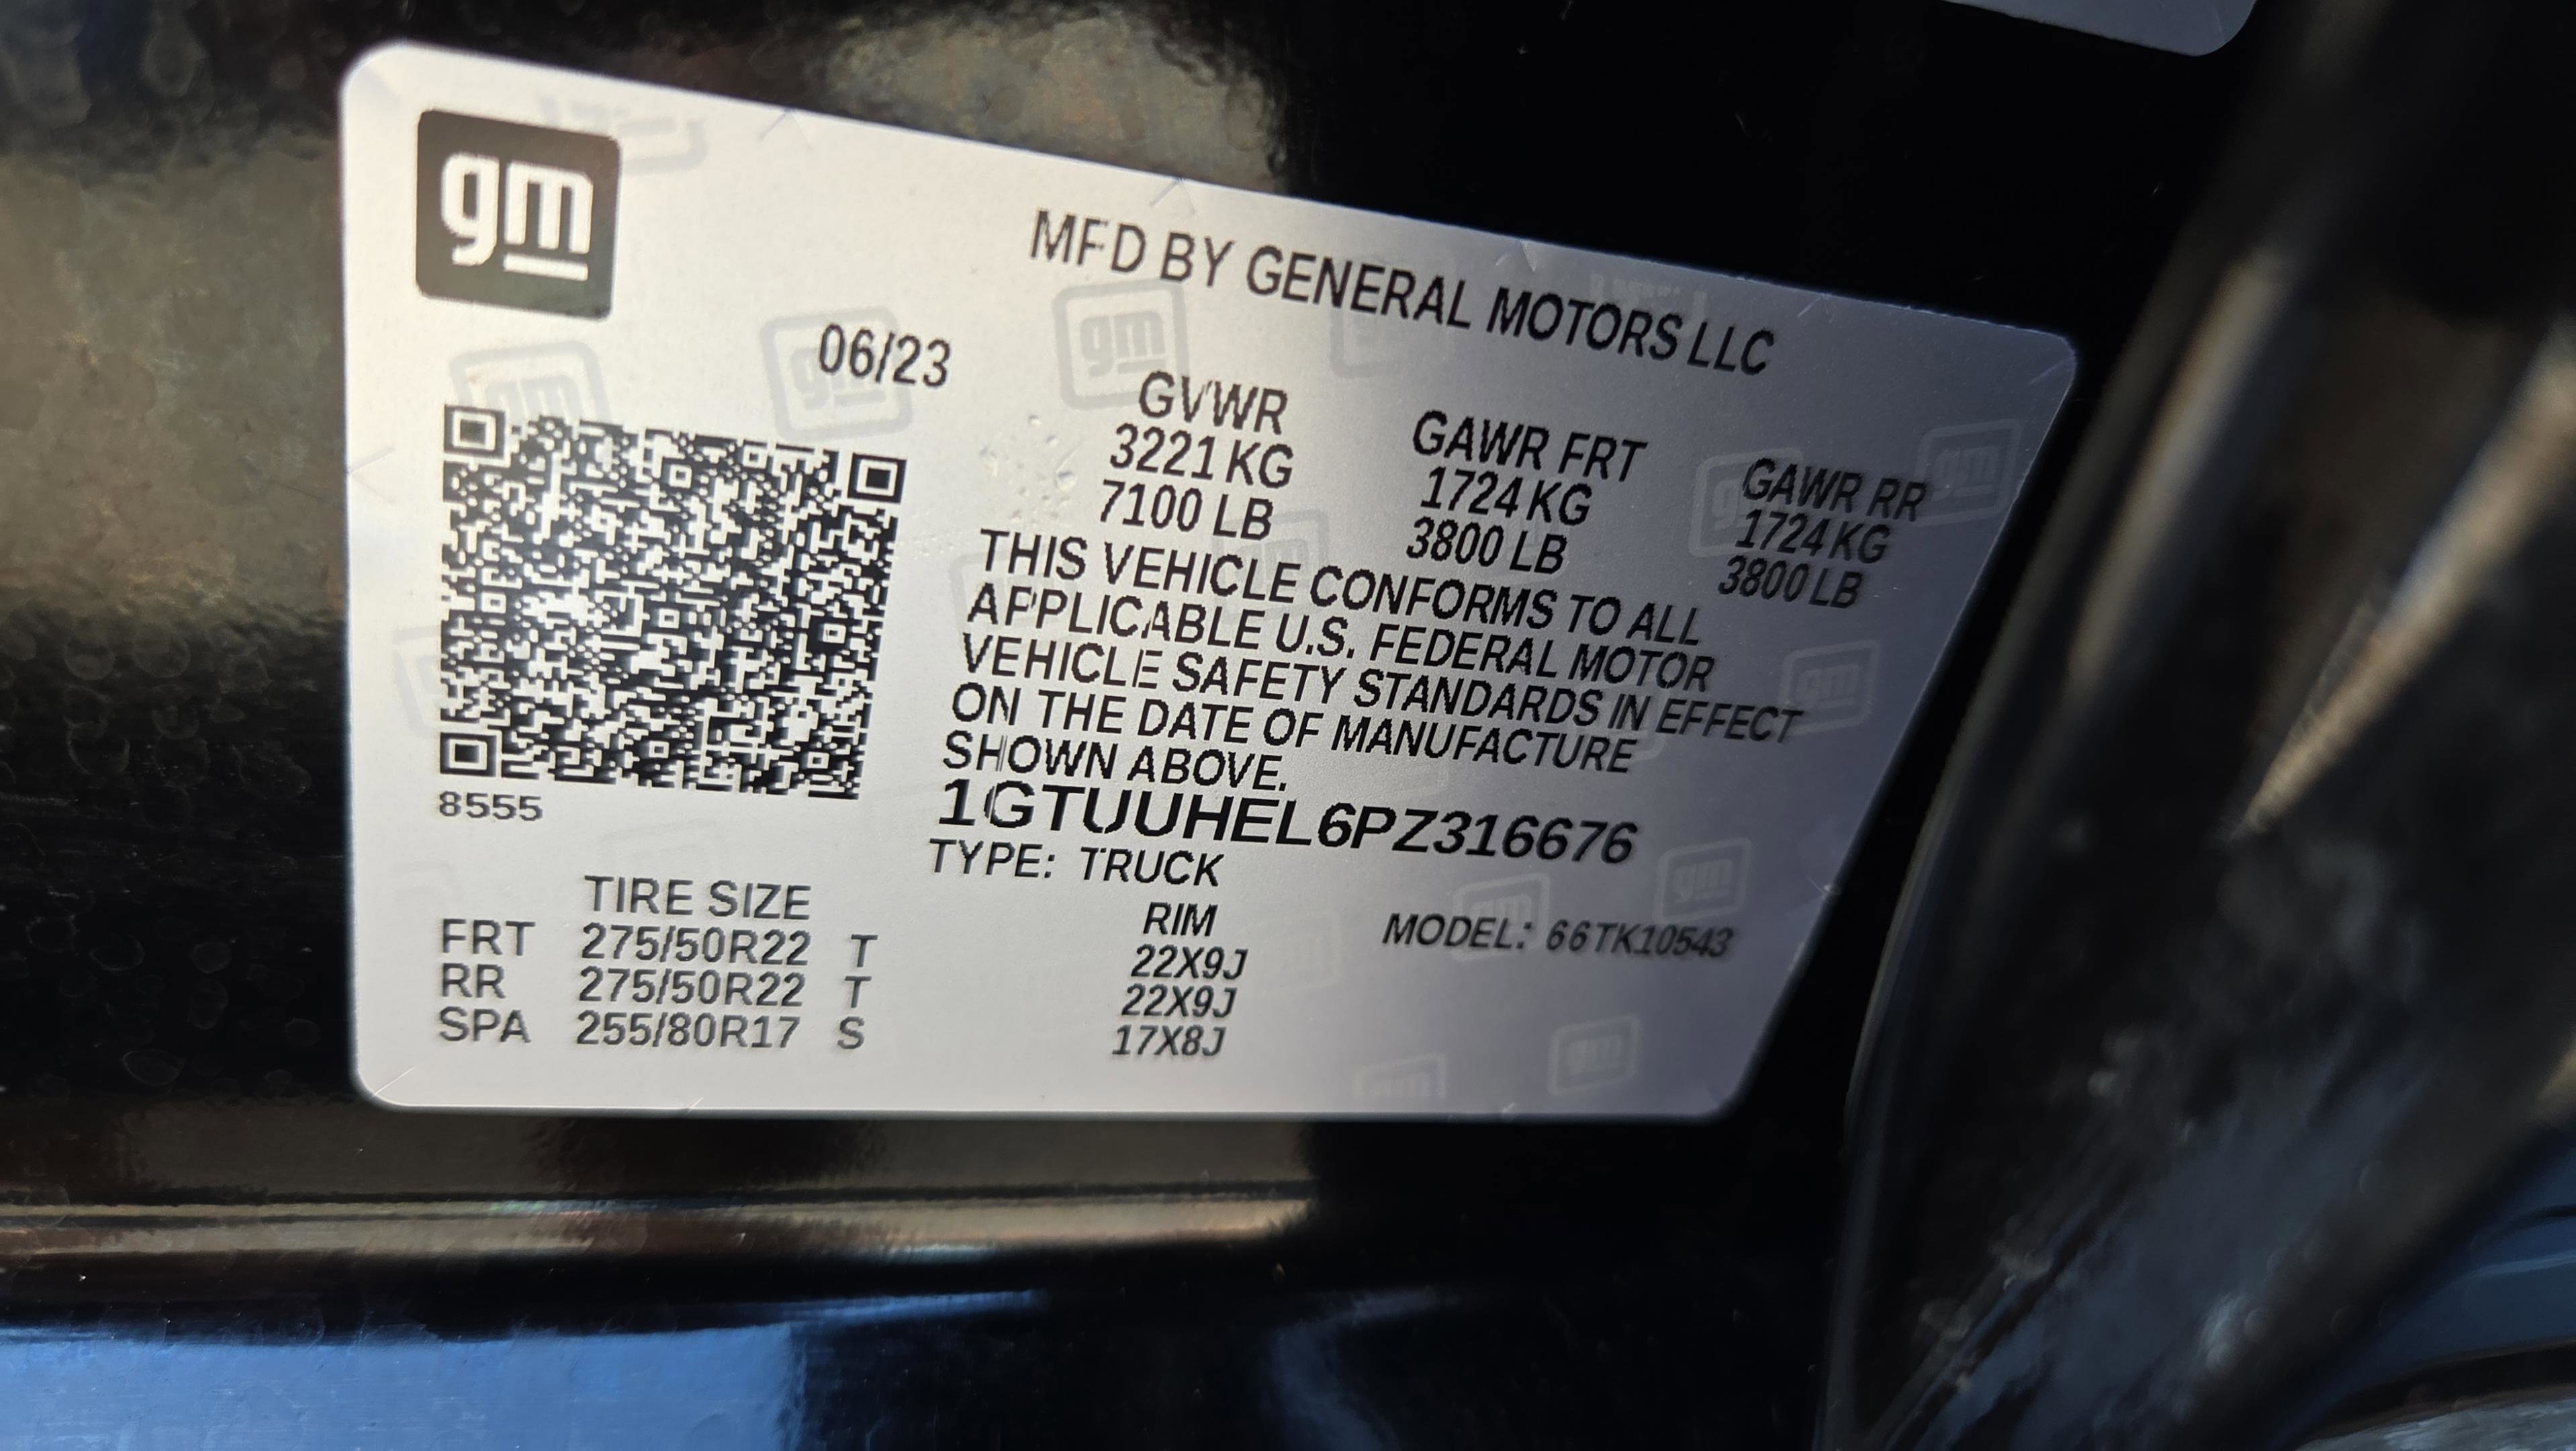 gm
MFD BY GENERAL MOTORS LLC
06/23
GVWR GAWR FRT GAWR RR
3221 KG 1724 KG 1724 KG
7100 LB 3800 LB 3800 LB
THIS VEHICLE CONFORMS TO ALL
APPLICABLE U.S. FEDERAL MOTOR
VEHICLE SAFETY STANDARDS IN EFFECT
ON THE DATE OF MANUFACTURE
SHOWN ABOVE.
8555
1GTUUHEL6PZ316676
TYPE: TRUCK
MODEL: 66TK10543
TIRE SIZE RIM
FRT 275/50R22 T 22X9J
RR 275/50R22 T 22X9J
SPA 255/80R17 S 17X8J